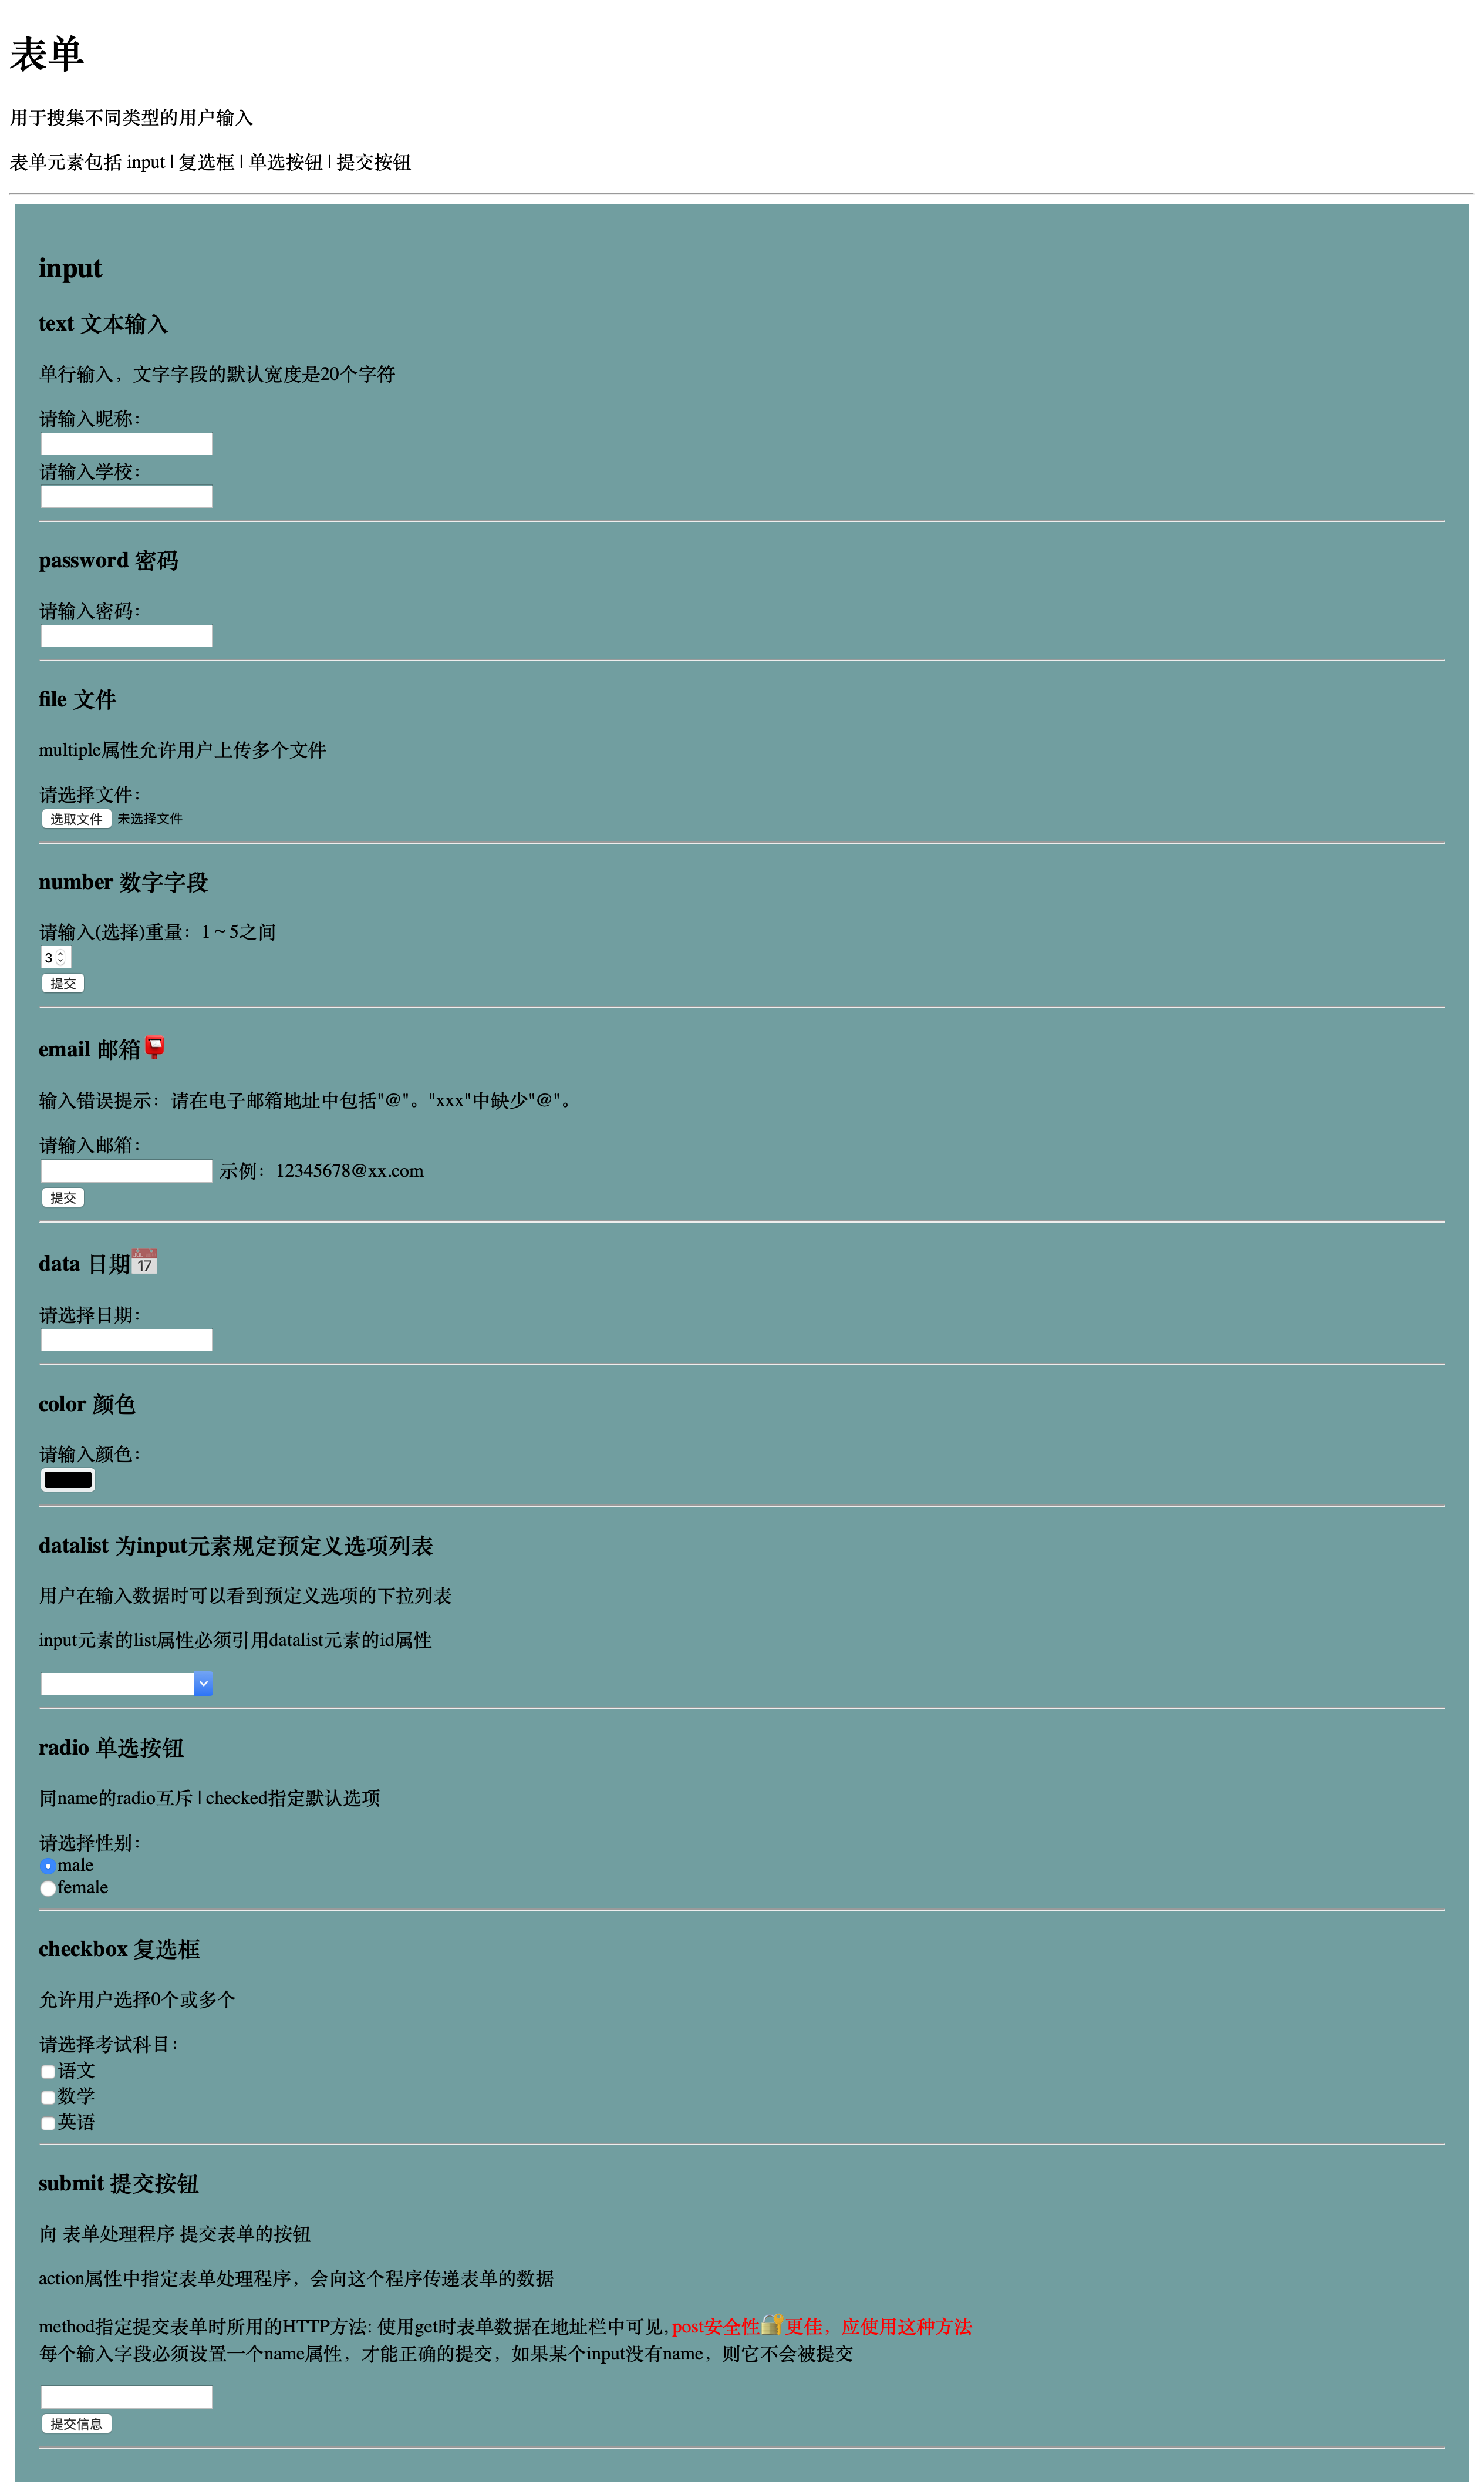 表单
用于搜集不同类型的用户输入
表单元素包括 input | 复选框 | 单选按钮 | 提交按钮
input
text 文本输入
单行输入，文字字段的默认宽度是20个字符
请输入昵称：
请输入学校：
password 密码
请输入密码：
file 文件
multiple属性允许用户上传多个文件
请选择文件：
选取文件 未选择文件
number 数字字段
请输入(选择)重量：1 ~ 5之间
3
提交
email 邮箱📮
输入错误提示：请在电子邮箱地址中包括"@"。"xxx"中缺少"@"。
请输入邮箱：
示例：12345678@xx.com
提交
data 日期📅
请选择日期：
color 颜色
请输入颜色：
datalist 为input元素规定预定义选项列表
用户在输入数据时可以看到预定义选项的下拉列表
input元素的list属性必须引用datalist元素的id属性
radio 单选按钮
同name的radio互斥 | checked指定默认选项
请选择性别：
male
female
checkbox 复选框
允许用户选择0个或多个
请选择考试科目：
语文
数学
英语
submit 提交按钮
向 表单处理程序 提交表单的按钮
action属性中指定表单处理程序，会向这个程序传递表单的数据
method指定提交表单时所用的HTTP方法: 使用get时表单数据在地址栏中可见, post安全性🔐更佳，应使用这种方法
每个输入字段必须设置一个name属性，才能正确的提交，如果某个input没有name，则它不会被提交
提交信息